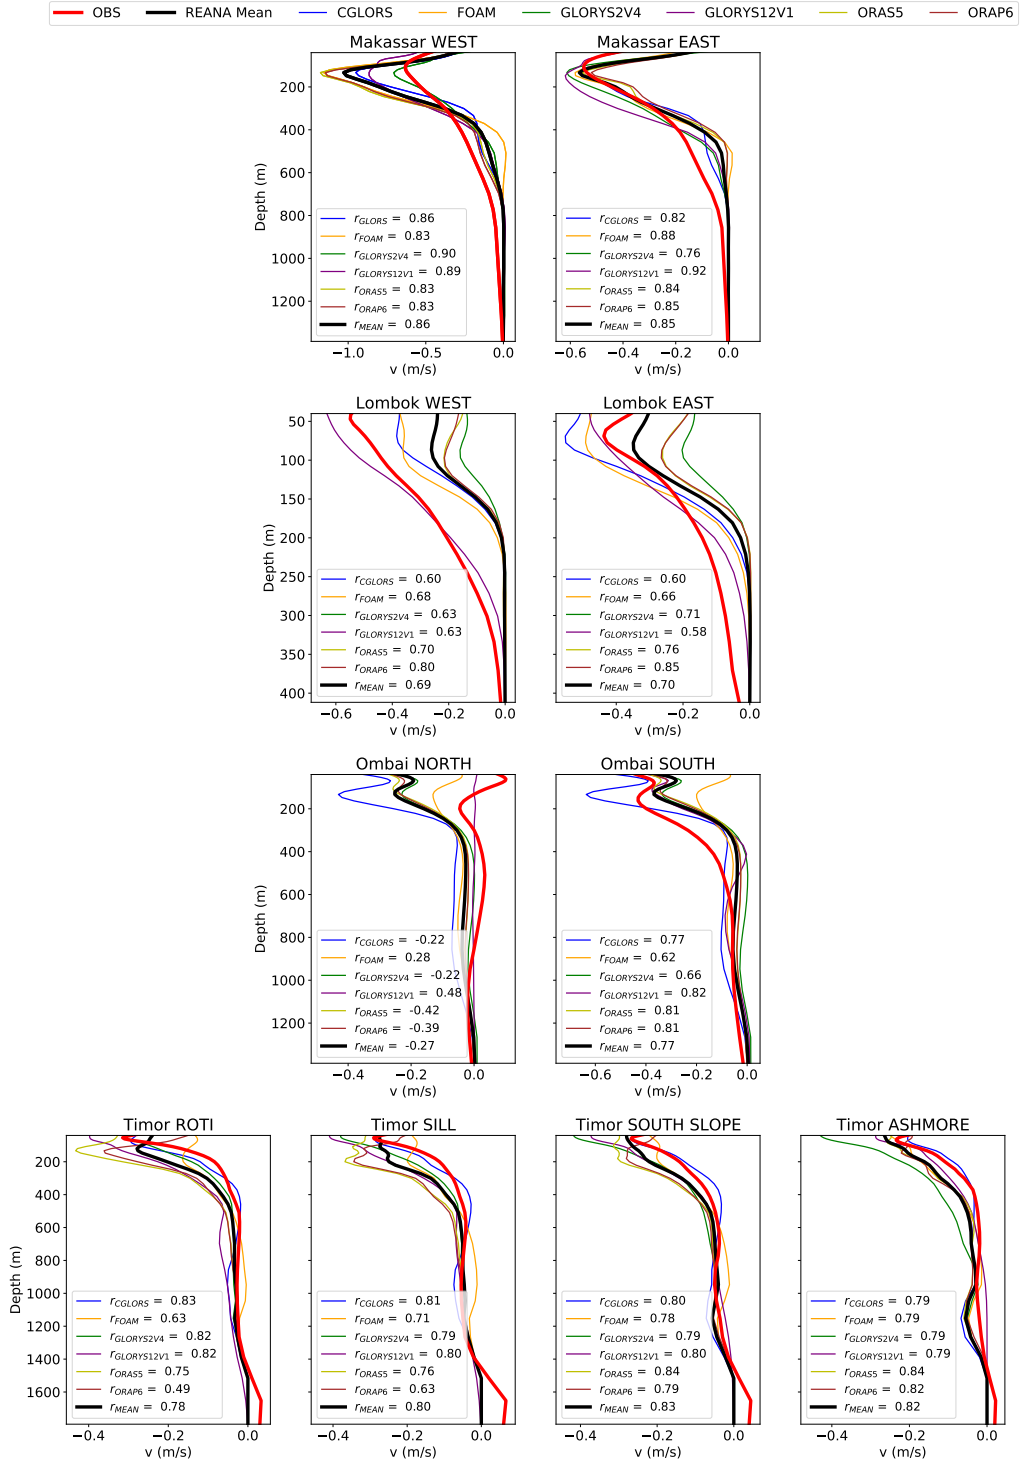 OBS REANA Mean CGLORS FOAM GLORYS2V4 GLORYS12V1 ORAS5 ORAP6
Makassar WEST
200
400
600
800
1000
1200
Depth (m)
r_GLORS = 0.86
r_FOAM = 0.83
r_GLORYS2V4 = 0.90
r_GLORYS12V1 = 0.89
r_ORAS5 = 0.83
r_ORAP6 = 0.83
r_MEAN = 0.86
−1.0 −0.5 0.0
v (m/s)
Makassar EAST
r_CGLORS = 0.82
r_FOAM = 0.88
r_GLORYS2V4 = 0.76
r_GLORYS12V1 = 0.92
r_ORAS5 = 0.84
r_ORAP6 = 0.85
r_MEAN = 0.85
−0.6 −0.4 −0.2 0.0
v (m/s)
Lombok WEST
50
100
150
200
250
300
350
400
Depth (m)
r_CGLORS = 0.60
r_FOAM = 0.68
r_GLORYS2V4 = 0.63
r_GLORYS12V1 = 0.63
r_ORAS5 = 0.70
r_ORAP6 = 0.80
r_MEAN = 0.69
−0.6 −0.4 −0.2 0.0
v (m/s)
Lombok EAST
r_CGLORS = 0.60
r_FOAM = 0.66
r_GLORYS2V4 = 0.71
r_GLORYS12V1 = 0.58
r_ORAS5 = 0.76
r_ORAP6 = 0.85
r_MEAN = 0.70
−0.4 −0.2 0.0
v (m/s)
Ombai NORTH
200
400
600
800
1000
1200
Depth (m)
r_CGLORS = -0.22
r_FOAM = 0.28
r_GLORYS2V4 = -0.22
r_GLORYS12V1 = 0.48
r_ORAS5 = -0.42
r_ORAP6 = -0.39
r_MEAN = -0.27
−0.4 −0.2 0.0
v (m/s)
Ombai SOUTH
r_CGLORS = 0.77
r_FOAM = 0.62
r_GLORYS2V4 = 0.66
r_GLORYS12V1 = 0.82
r_ORAS5 = 0.81
r_ORAP6 = 0.81
r_MEAN = 0.77
−0.6 −0.4 −0.2 0.0
v (m/s)
Timor ROTI
200
400
600
800
1000
1200
1400
1600
Depth (m)
r_CGLORS = 0.83
r_FOAM = 0.63
r_GLORYS2V4 = 0.82
r_GLORYS12V1 = 0.82
r_ORAS5 = 0.75
r_ORAP6 = 0.49
r_MEAN = 0.78
−0.4 −0.2 0.0
v (m/s)
Timor SILL
r_CGLORS = 0.81
r_FOAM = 0.71
r_GLORYS2V4 = 0.79
r_GLORYS12V1 = 0.80
r_ORAS5 = 0.76
r_ORAP6 = 0.63
r_MEAN = 0.80
−0.4 −0.2 0.0
v (m/s)
Timor SOUTH SLOPE
r_CGLORS = 0.80
r_FOAM = 0.78
r_GLORYS2V4 = 0.79
r_GLORYS12V1 = 0.80
r_ORAS5 = 0.84
r_ORAP6 = 0.79
r_MEAN = 0.83
−0.4 −0.2 0.0
v (m/s)
Timor ASHMORE
r_CGLORS = 0.79
r_FOAM = 0.79
r_GLORYS2V4 = 0.79
r_GLORYS12V1 = 0.79
r_ORAS5 = 0.84
r_ORAP6 = 0.82
r_MEAN = 0.82
−0.4 −0.2 0.0
v (m/s)